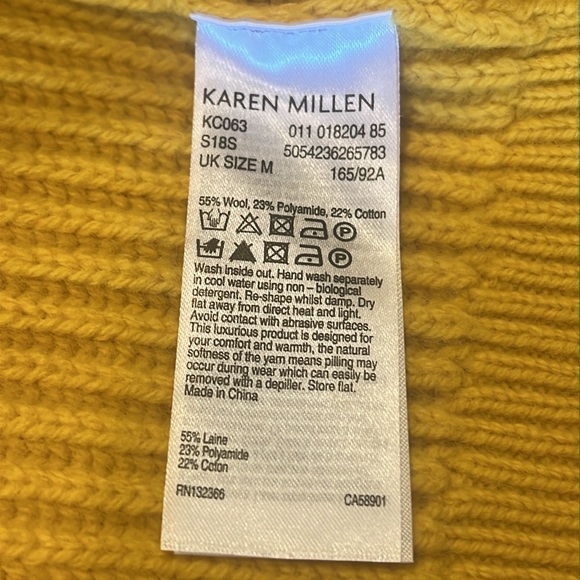 KAREN MILLEN
KC063 011 018204 85
S18S 5054236265783
UK SIZE M 165/92A
55% Wool, 23% Polyamide, 22% Cotton
P
P
Wash inside out. Hand wash separately
in cool water using non – biological
detergent. Re-shape whilst damp. Dry
flat away from direct heat and light.
Avoid contact with abrasive surfaces.
This luxurious product is designed for
your comfort and warmth, the natural
softness of the yarn means pilling may
occur during wear which can easily be
removed with a depiller. Store flat.
Made in China
55% Laine
23% Polyamide
22% Coton
RN132366 CA58901